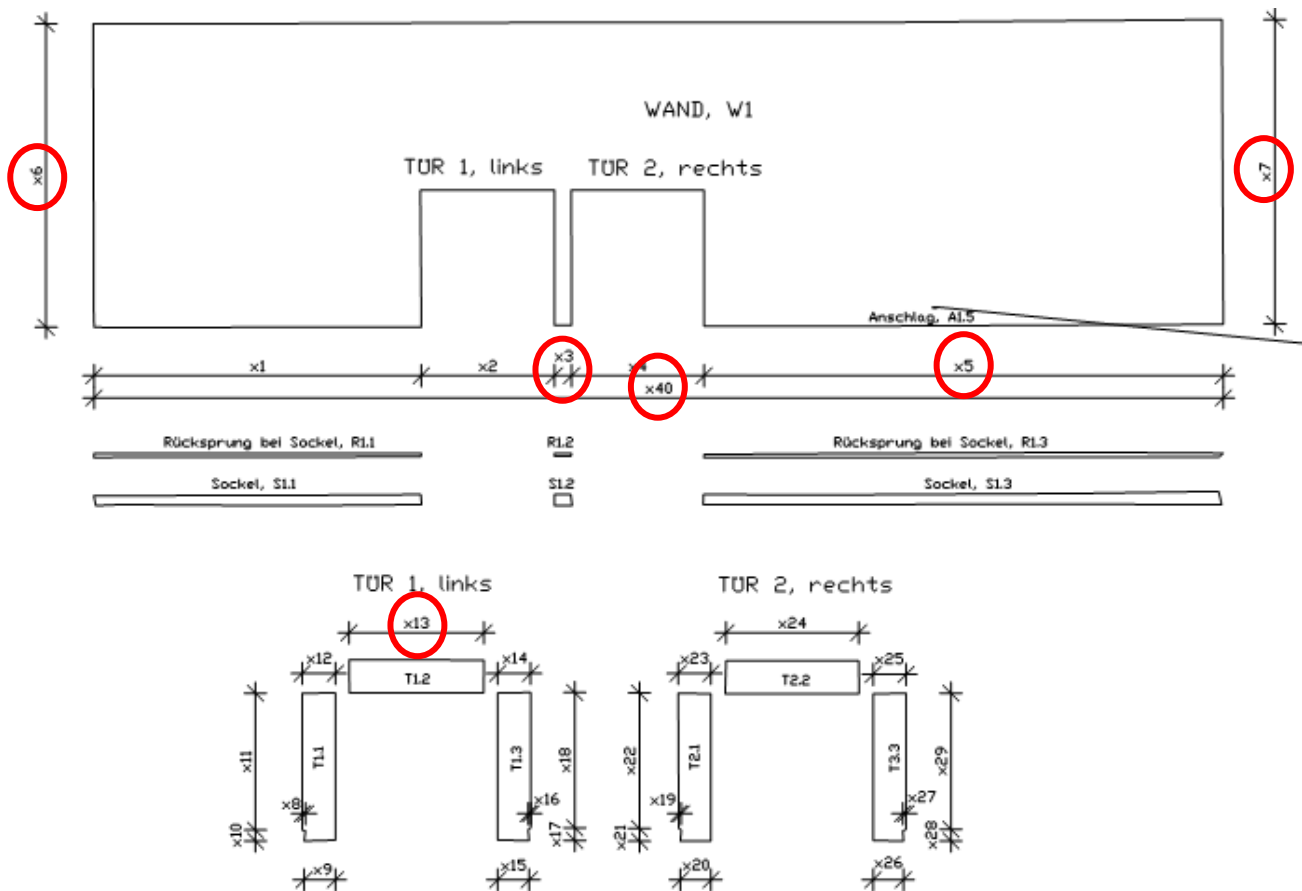 WAND, W1
x6
x7
TÜR 1, links
TÜR 2, rechts
Anschlag, A1.5
x1
x2
x3
x4
x5
x40
Rücksprung bei Sockel, R1.1
R1.2
Rücksprung bei Sockel, R1.3
Sockel, S1.1
S1.2
Sockel, S1.3
TÜR 1, links
TÜR 2, rechts
x13
x24
x12
x14
x23
x25
T1.2
T2.2
x11
T1.1
T1.3
x18
x22
T2.1
T3.3
x29
x8
x16
x19
x27
x10
x17
x21
x28
x9
x15
x20
x26